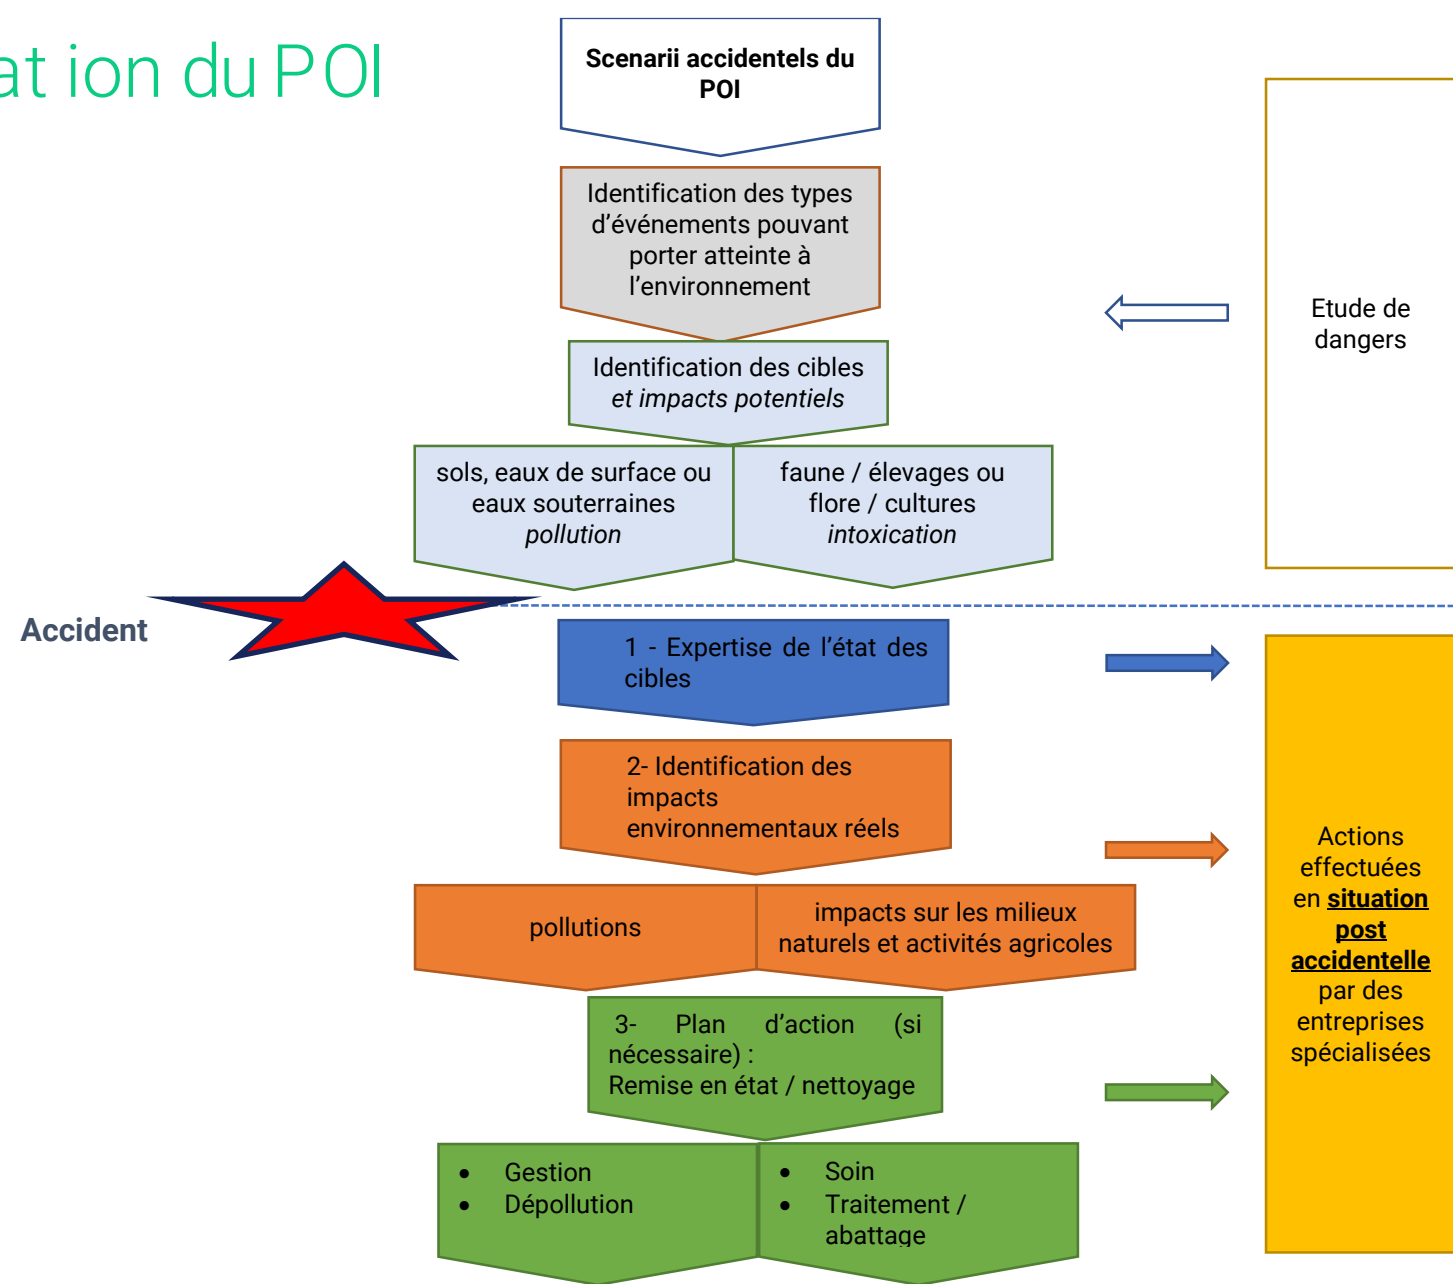 at ion du POI
Scenarii accidentels du
POI
Identification des types
d’événements pouvant
porter atteinte à
l’environnement
Etude de
dangers
Identification des cibles
et impacts potentiels
sols, eaux de surface ou
eaux souterraines
pollution
faune / élevages ou
flore / cultures
intoxication
Accident
1 - Expertise de l’état des
cibles
2- Identification des
impacts
environnementaux réels
pollutions
impacts sur les milieux
naturels et activités agricoles
3- Plan d’action (si
nécessaire) :
Remise en état / nettoyage
• Gestion
• Dépollution
• Soin
• Traitement /
abattage
Actions
effectuées
en situation
post
accidentelle
par des
entreprises
spécialisées